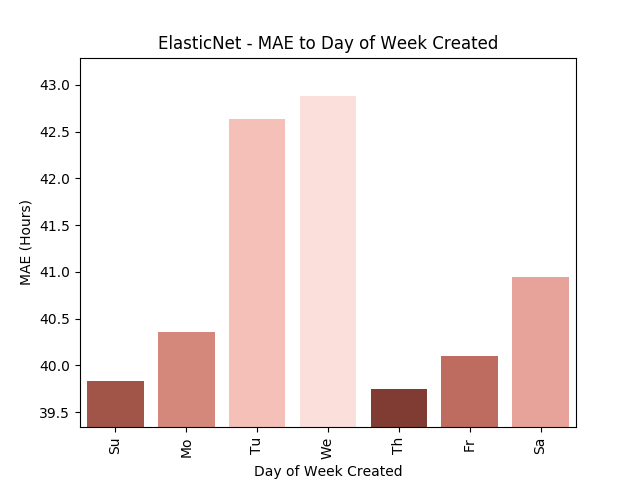 ElasticNet - MAE to Day of Week Created
MAE (Hours)
43.0
42.5
42.0
41.5
41.0
40.5
40.0
39.5
Su
Mo
Tu
We
Th
Fr
Sa
Day of Week Created